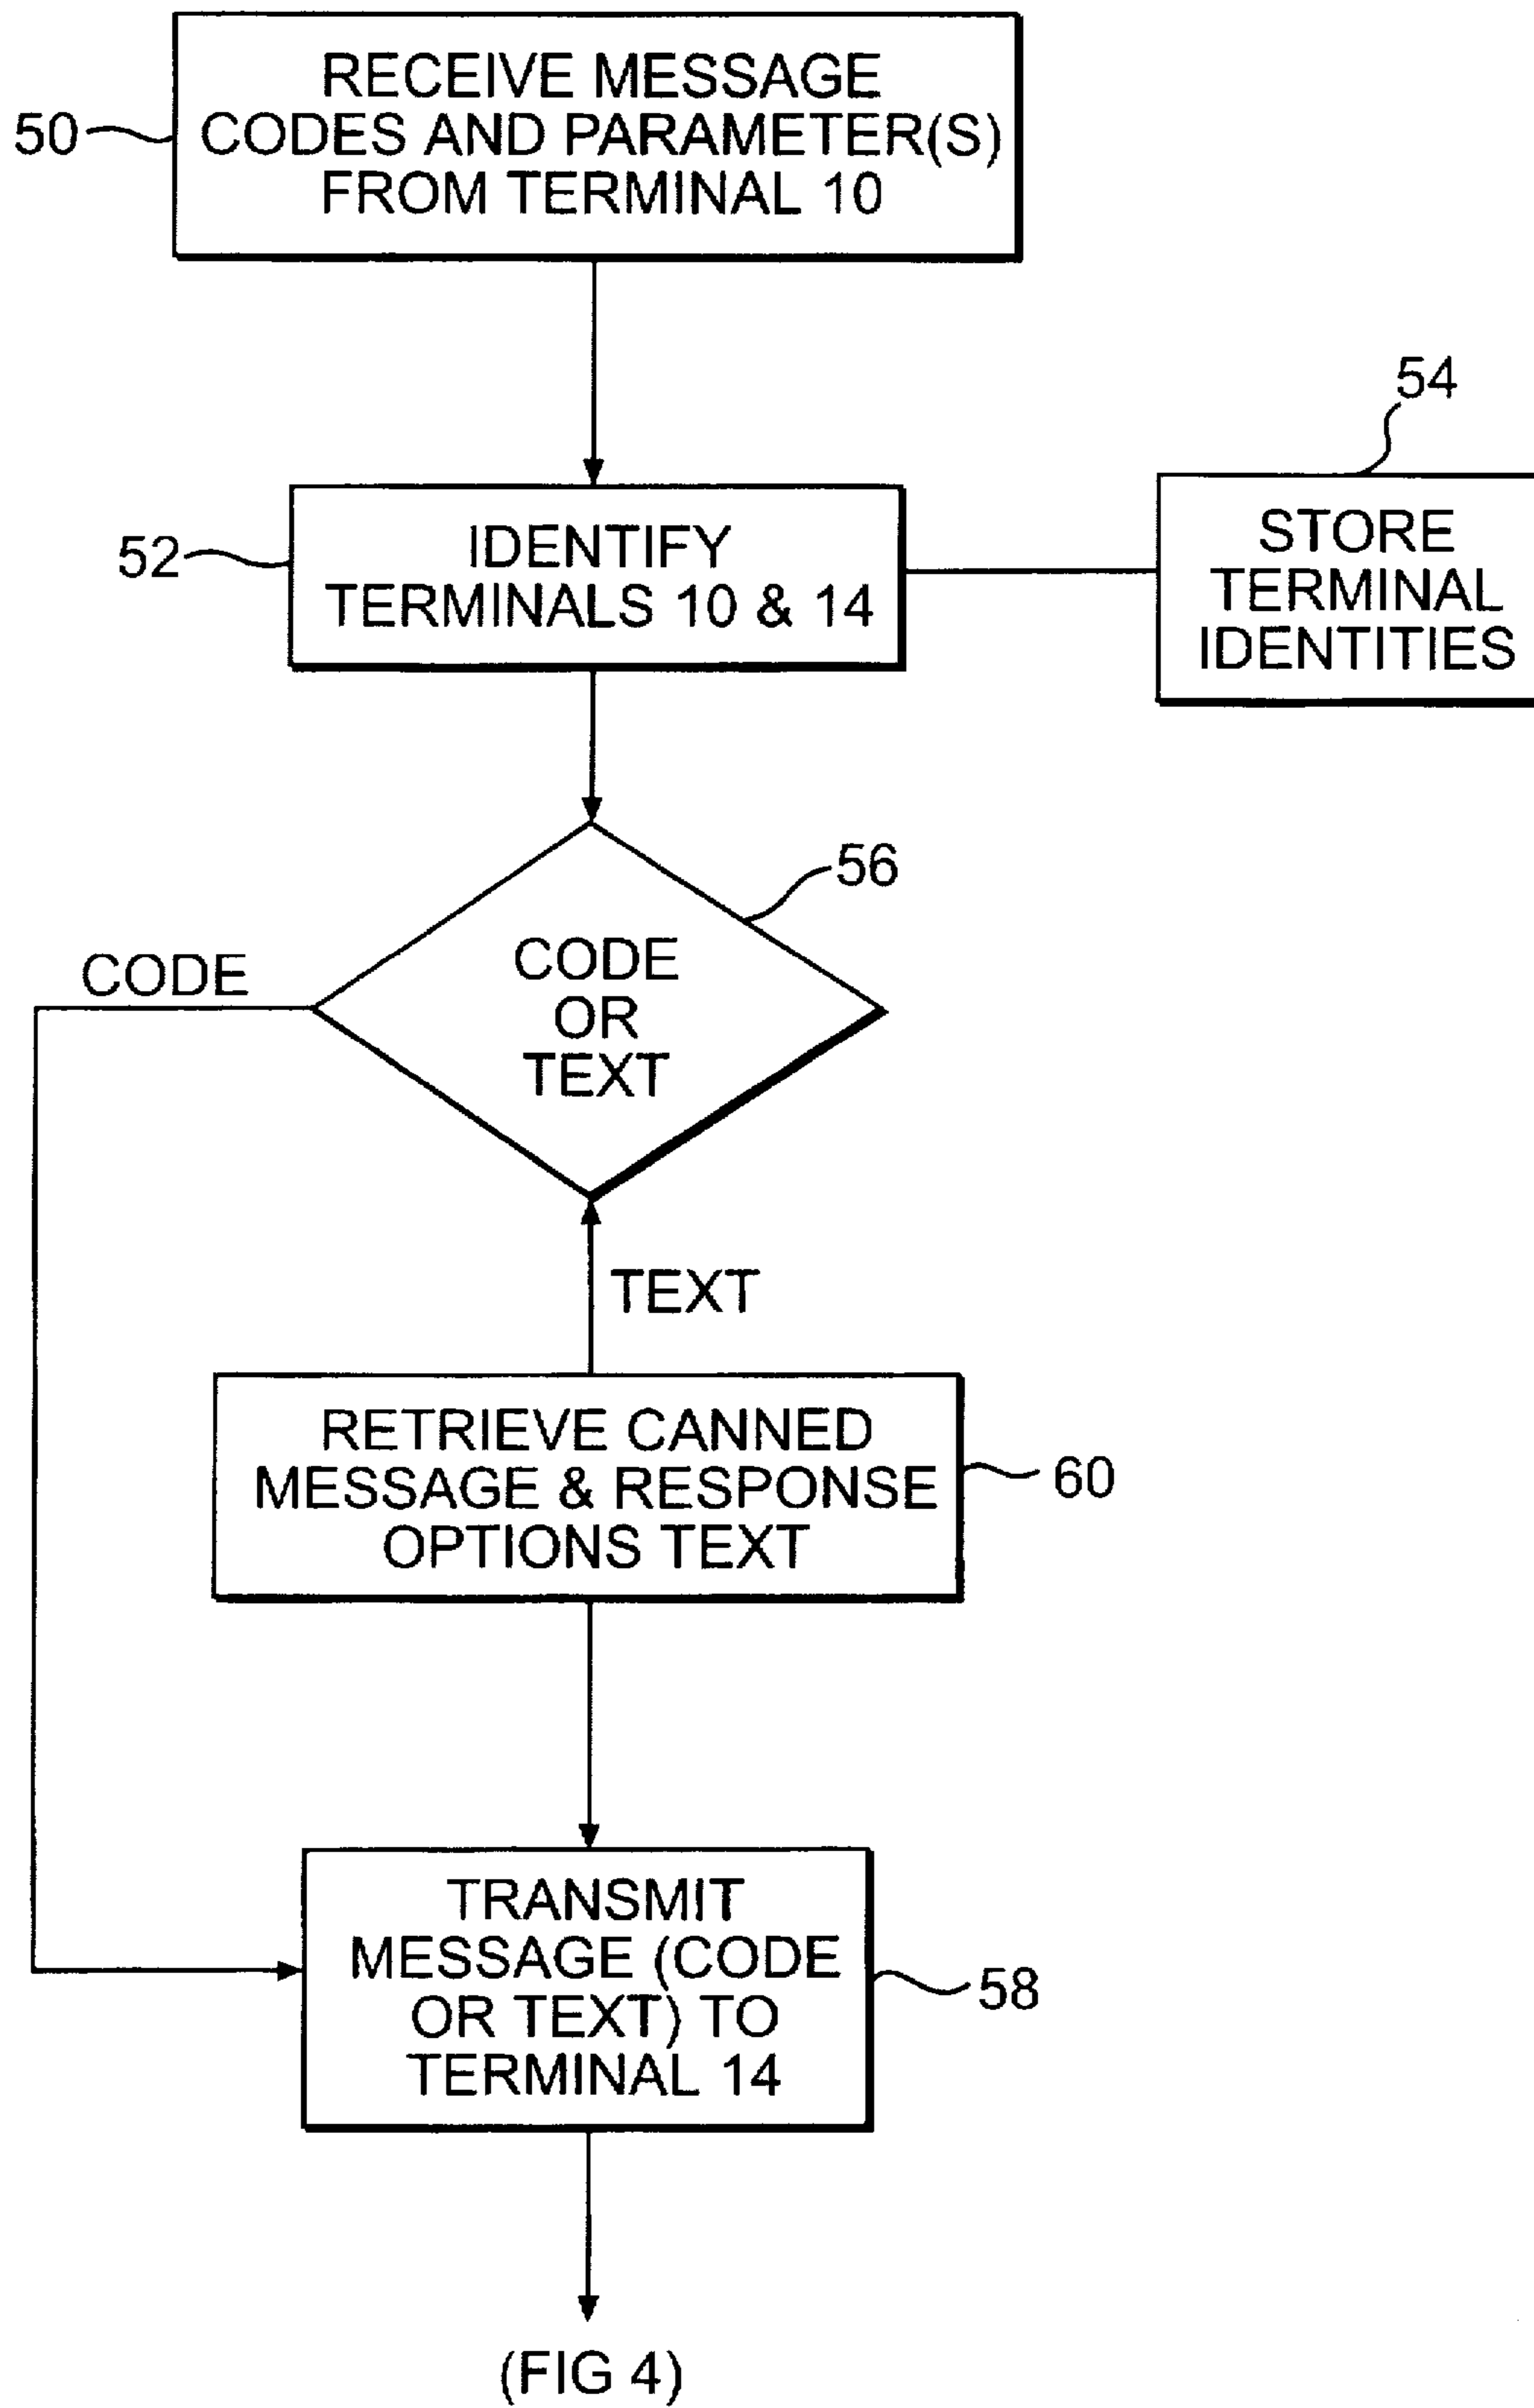 RECEIVE MESSAGE
CODES AND PARAMETER(S)
FROM TERMINAL 10
50
54
IDENTIFY
TERMINALS 10 & 14
52
STORE
TERMINAL
IDENTITIES
56
CODE
OR
TEXT
CODE
TEXT
RETRIEVE CANNED
MESSAGE & RESPONSE
OPTIONS TEXT
60
TRANSMIT
MESSAGE (CODE
OR TEXT) TO
TERMINAL 14
58
(FIG 4)